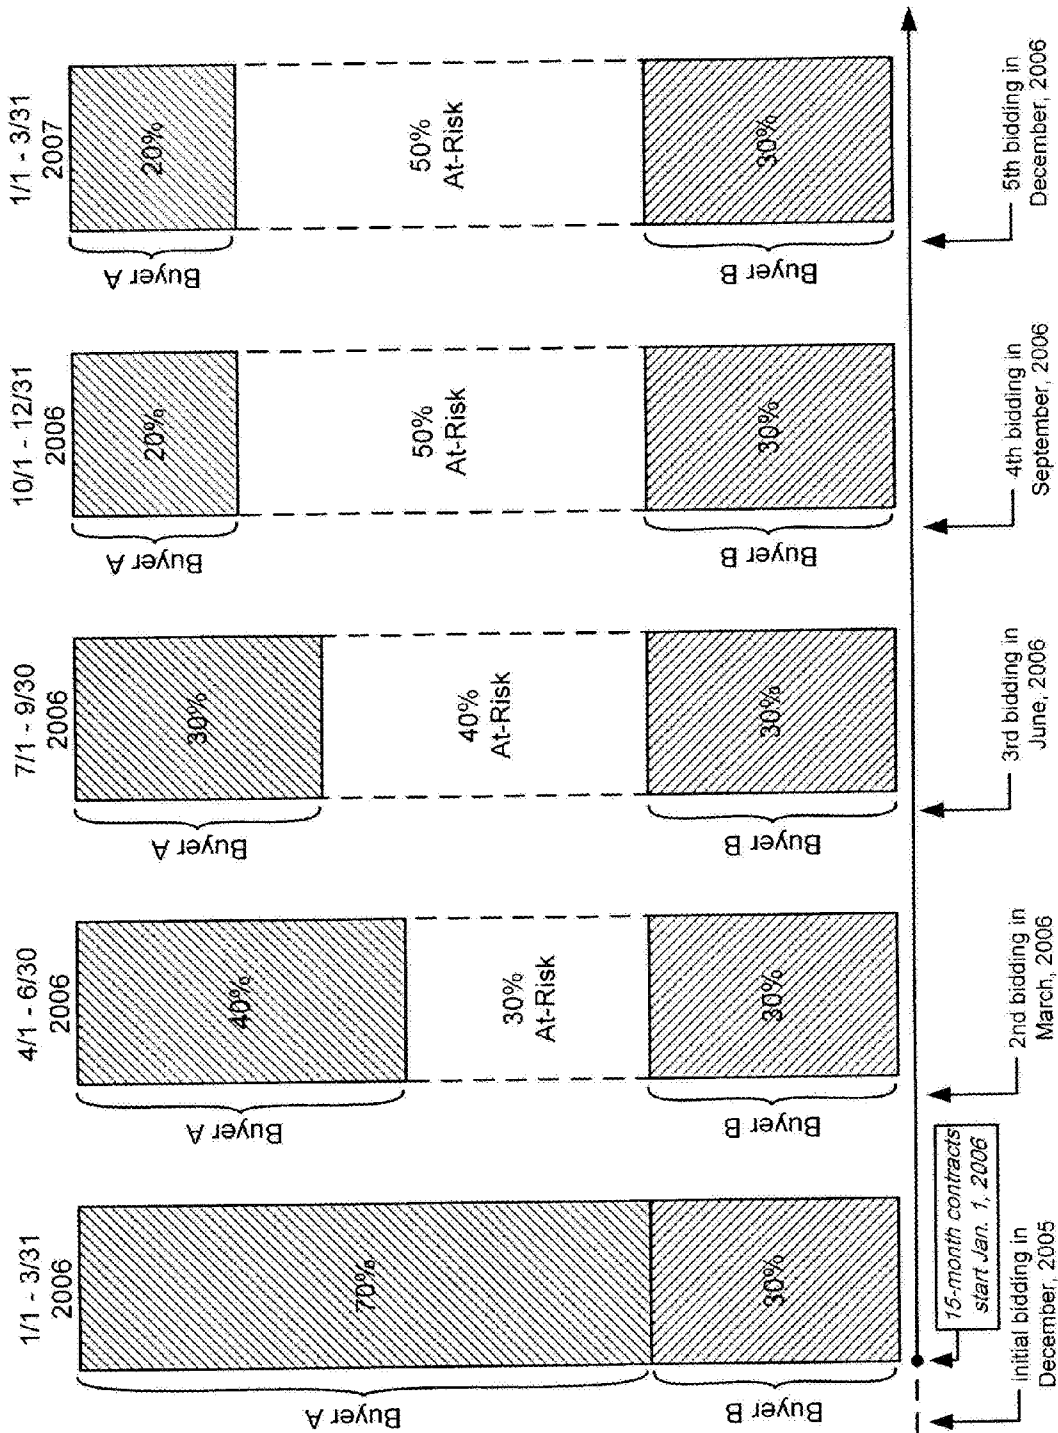 1/1 - 3/31
2006
4/1 - 6/30
2006
7/1 - 9/30
2006
10/1 - 12/31
2006
1/1 - 3/31
2007
Buyer A
70%
Buyer B
30%
Buyer A
40%
30%
At-Risk
Buyer B
30%
Buyer A
30%
40%
At-Risk
Buyer B
30%
Buyer A
20%
50%
At-Risk
Buyer B
30%
Buyer A
20%
50%
At-Risk
Buyer B
30%
15-month contracts
start Jan. 1, 2006
initial bidding in
December, 2005
2nd bidding in
March, 2006
3rd bidding in
June, 2006
4th bidding in
September, 2006
5th bidding in
December, 2006